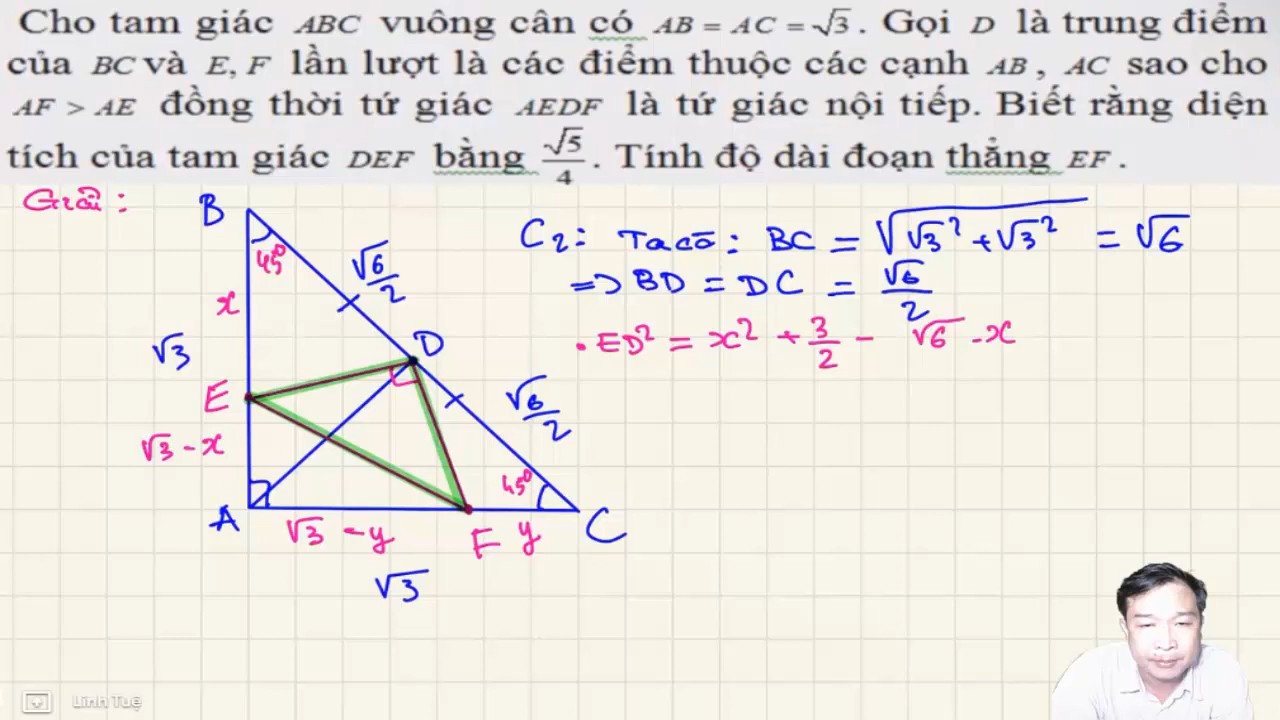 Cho tam giác ABC vuông cân có AB = AC = √3. Gọi D là trung điểm
của BC và E, F lần lượt là các điểm thuộc các cạnh AB, AC sao cho
AF > AE đồng thời tứ giác AEDF là tứ giác nội tiếp. Biết rằng diện
tích của tam giác DEF bằng √5/4. Tính độ dài đoạn thẳng EF.
Giải:
B
45°
√6/2
x
√3
D
E
√3 - x
√6/2
45°
A
√3 - y
F
y
C
√3
C2: Ta có: BC = √(√3² + √3²) = √6
=> BD = DC = √6/2
• ED² = x² + 3/2 - √6 . x
Linh Tuệ